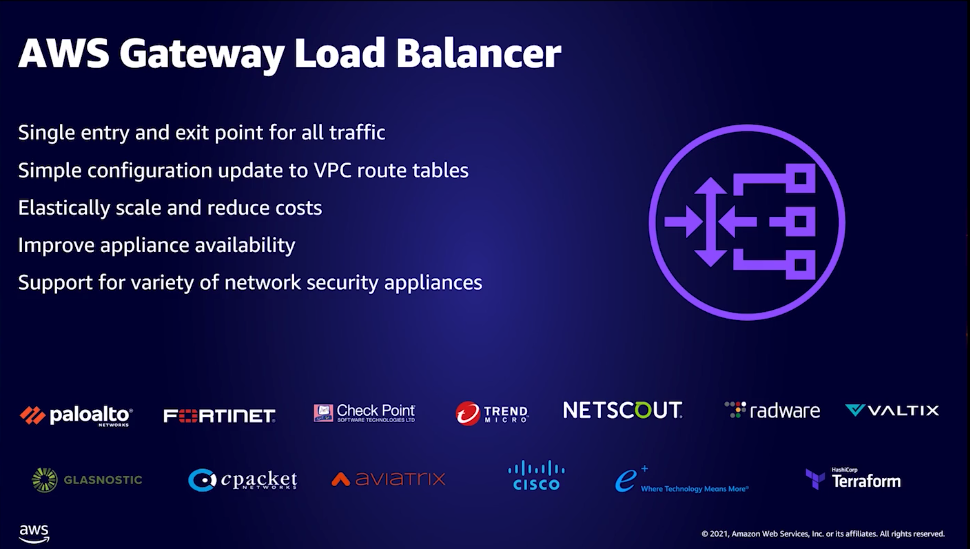 AWS Gateway Load Balancer
Single entry and exit point for all traffic
Simple configuration update to VPC route tables
Elastically scale and reduce costs
Improve appliance availability
Support for variety of network security appliances
paloalto® NETWORKS
FORTINET®
Check Point SOFTWARE TECHNOLOGIES LTD
TREND MICRO™
NETSCOUT®
radware
VALTIX
GLASNOSTIC
cpacket NETWORKS
AVIATRIX
CISCO
e+ Where Technology Means More®
HashiCorp Terraform
aws
© 2021, Amazon Web Services, Inc. or its affiliates. All rights reserved.